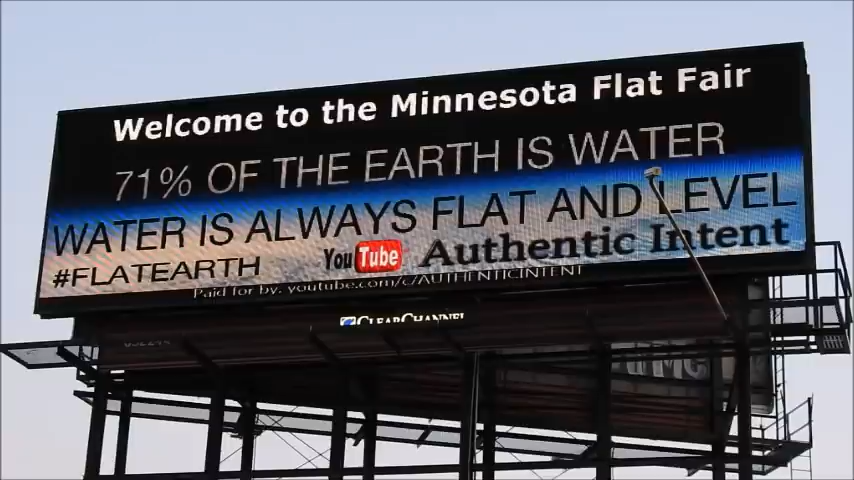 Welcome to the Minnesota Flat Fair
71% OF THE EARTH IS WATER
WATER IS ALWAYS FLAT AND LEVEL
#FLATEARTH YouTube Authentic Intent
Paid for by: youtube.com/c/AUTHENTICINTENT
CLEARCHANNEL